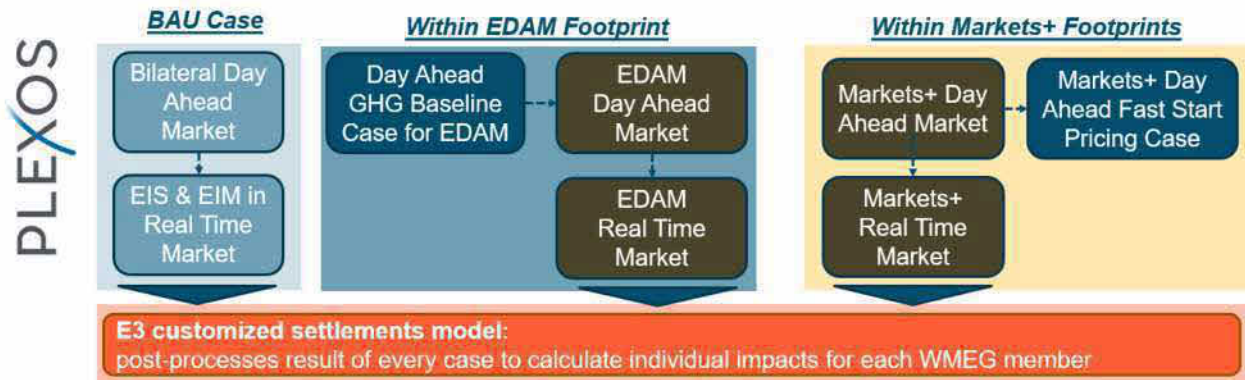 PLEXOS
BAU Case
Bilateral Day
Ahead
Market
EIS & EIM in
Real Time
Market
Within EDAM Footprint
Day Ahead
GHG Baseline
Case for EDAM
EDAM
Day Ahead
Market
EDAM
Real Time
Market
Within Markets+ Footprints
Markets+ Day
Ahead Market
Markets+ Day
Ahead Fast Start
Pricing Case
Markets+
Real Time
Market
E3 customized settlements model:
post-processes result of every case to calculate individual impacts for each WMEG member